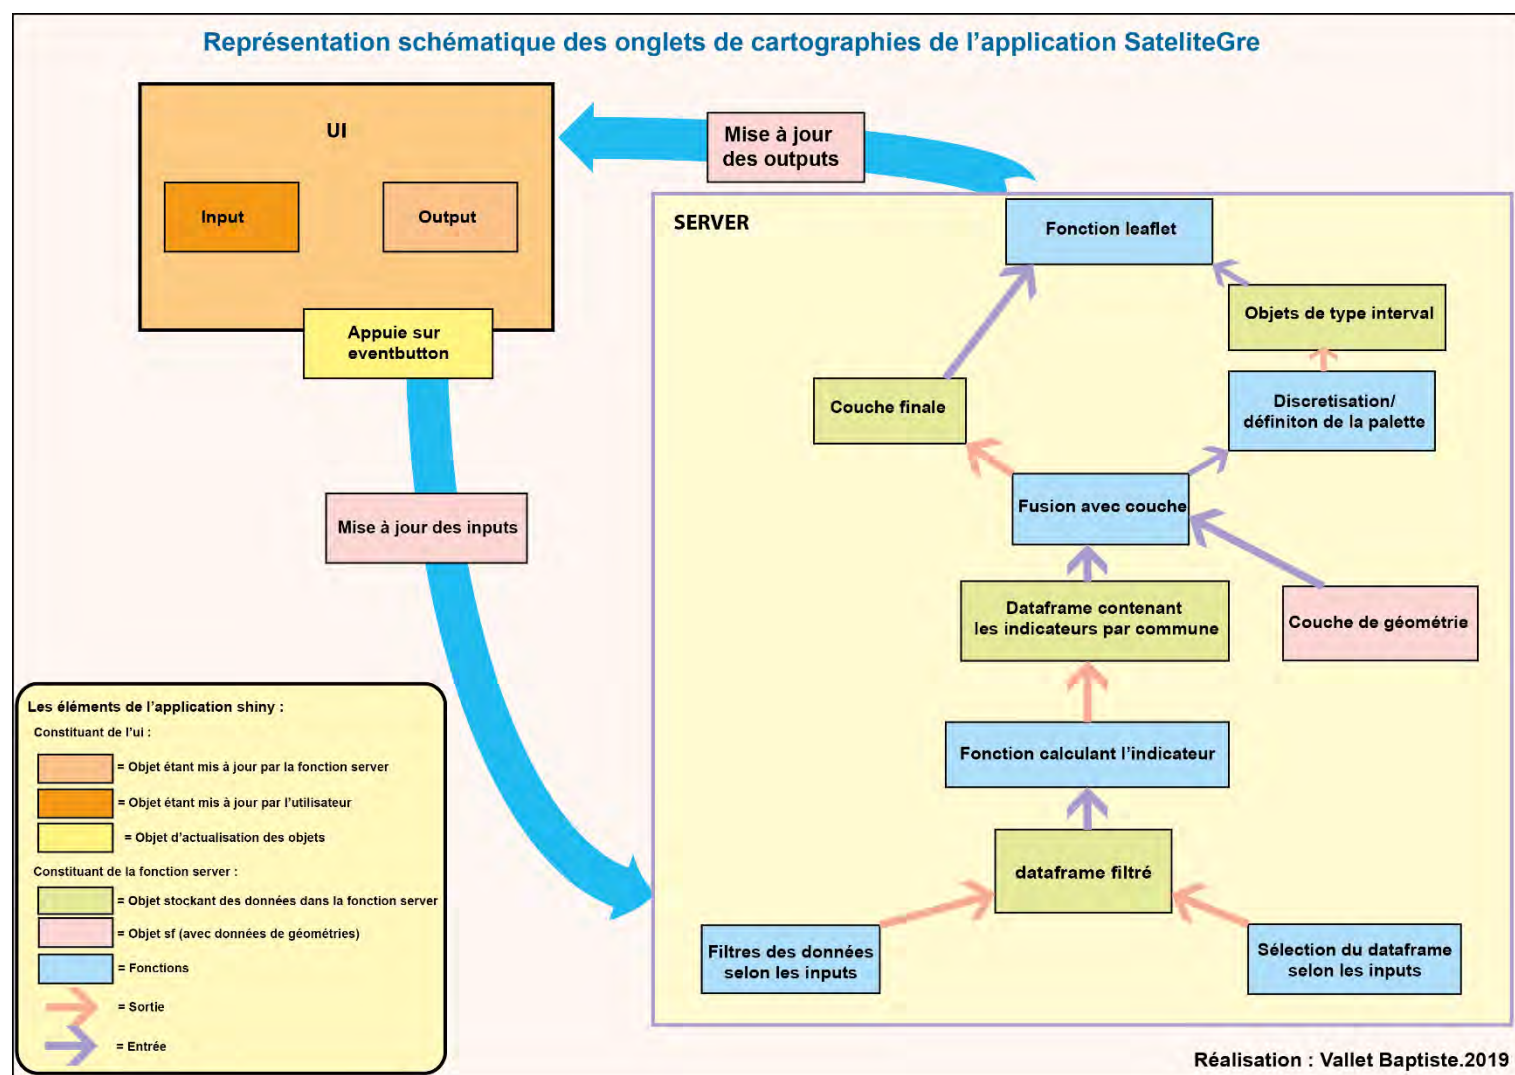 Représentation schématique des onglets de cartographies de l'application SateliteGre
UI
Input
Output
Appuie sur
eventbutton
Mise à jour
des outputs
Mise à jour des inputs
SERVER
Fonction leaflet
Objets de type interval
Couche finale
Discretisation/
définiton de la palette
Fusion avec couche
Dataframe contenant
les indicateurs par commune
Couche de géométrie
Fonction calculant l'indicateur
dataframe filtré
Filtres des données
selon les inputs
Sélection du dataframe
selon les inputs
Les éléments de l'application shiny :
Constituant de l'ui :
= Objet étant mis à jour par la fonction server
= Objet étant mis à jour par l'utilisateur
= Objet d'actualisation des objets
Constituant de la fonction server :
= Objet stockant des données dans la fonction server
= Objet sf (avec données de géométries)
= Fonctions
= Sortie
= Entrée
Réalisation : Vallet Baptiste.2019